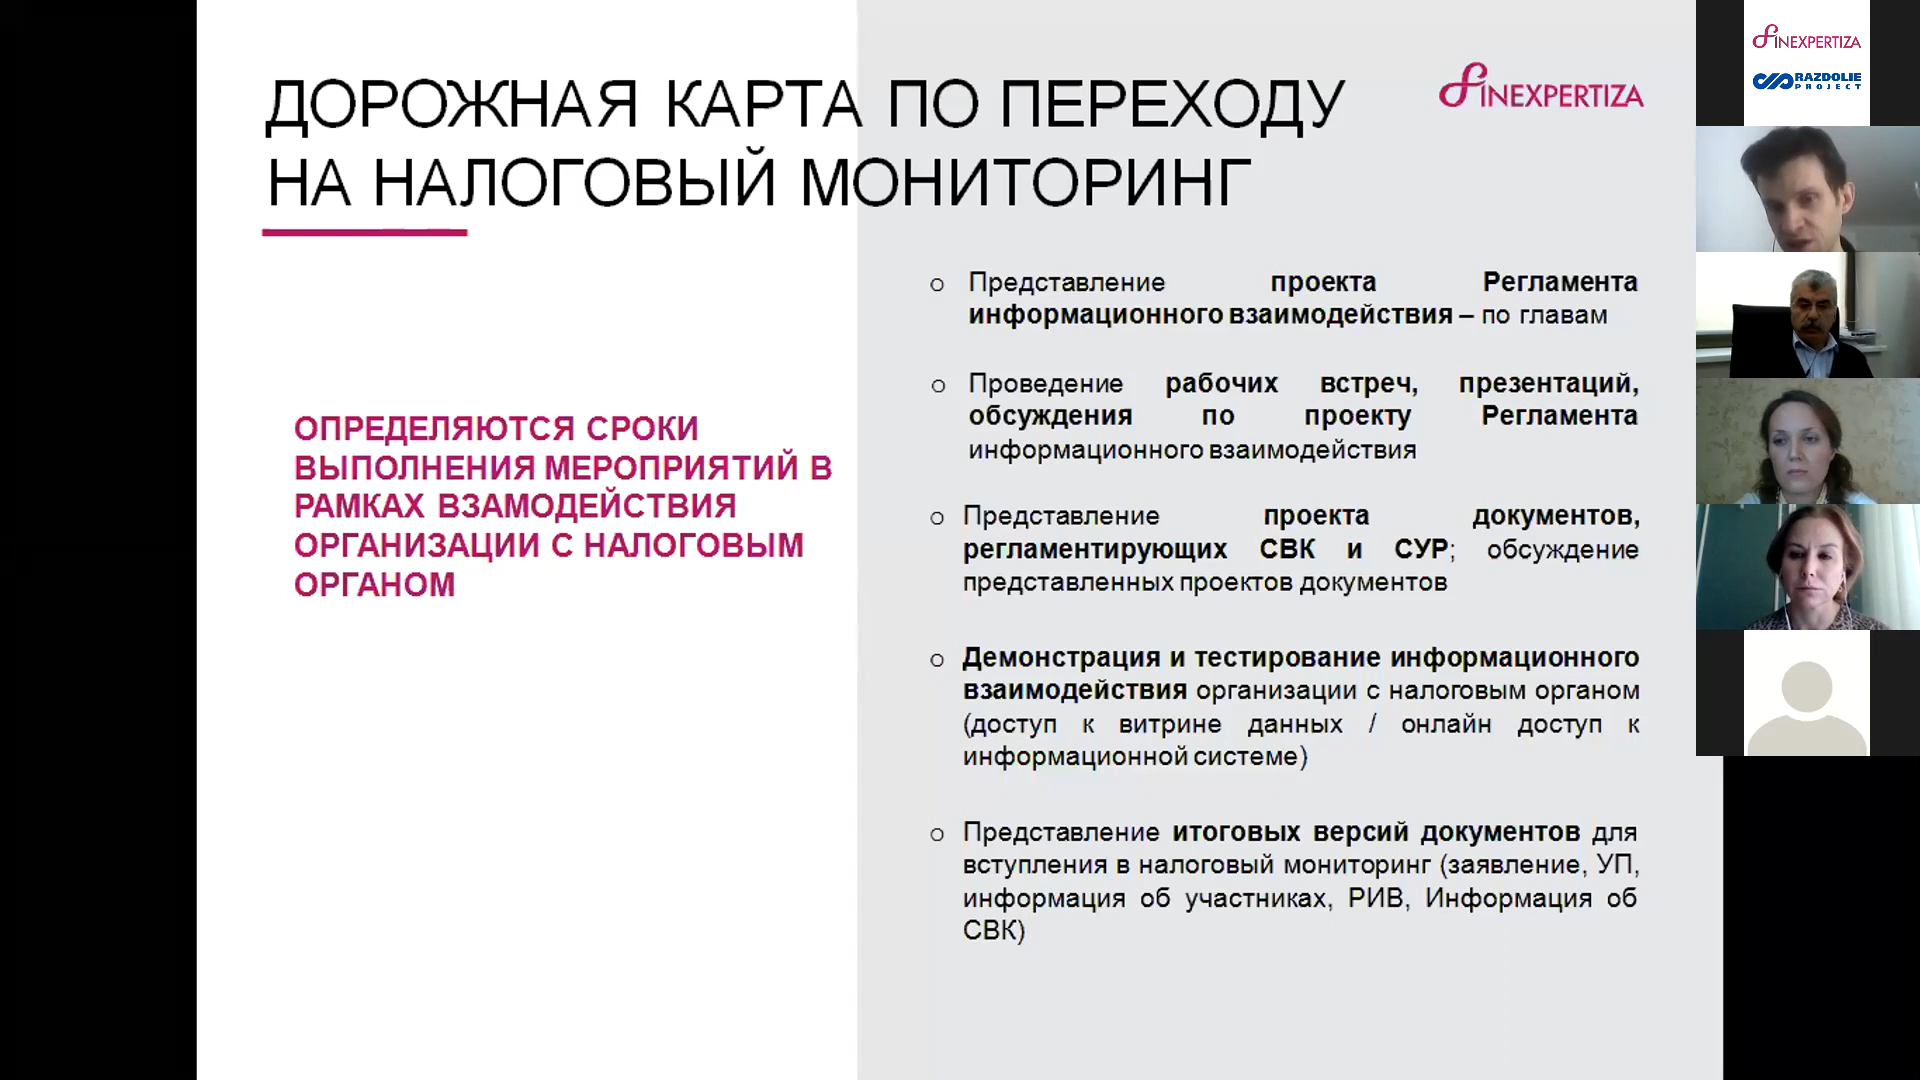 ДОРОЖНАЯ КАРТА ПО ПЕРЕХОДУ
НА НАЛОГОВЫЙ МОНИТОРИНГ
FINEXPERTIZA
ОПРЕДЕЛЯЮТСЯ СРОКИ
ВЫПОЛНЕНИЯ МЕРОПРИЯТИЙ В
РАМКАХ ВЗАМОДЕЙСТВИЯ
ОРГАНИЗАЦИИ С НАЛОГОВЫМ
ОРГАНОМ
Представление проекта Регламента
информационного взаимодействия – по главам
Проведение рабочих встреч, презентаций,
обсуждения по проекту Регламента
информационного взаимодействия
Представление проекта документов,
регламентирующих СВК и СУР; обсуждение
представленных проектов документов
Демонстрация и тестирование информационного
взаимодействия организации с налоговым органом
(доступ к витрине данных / онлайн доступ к
информационной системе)
Представление итоговых версий документов для
вступления в налоговый мониторинг (заявление, УП,
информация об участниках, РИВ, Информация об
СВК)
FINEXPERTIZA
RAZDOLIE
PROJECT